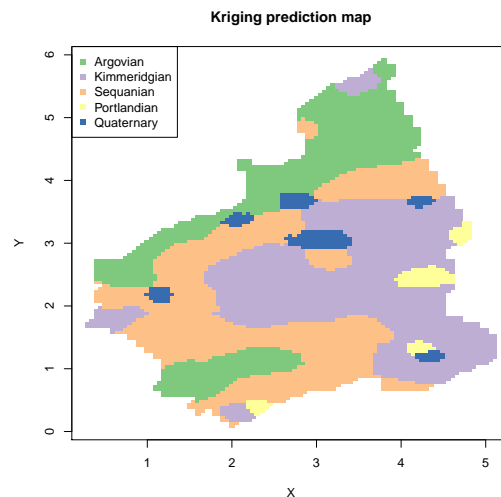 Kriging prediction map
Argovian
Kimmeridgian
Sequanian
Portlandian
Quaternary
6
5
4
3
2
1
0
Y
1 2 3 4 5
X